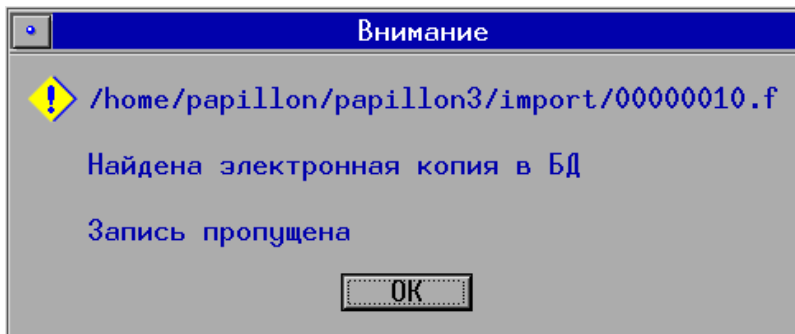 Внимание
/home/papillon/papillon3/import/00000010.f
Найдена электронная копия в БД
Запись пропущена
OK